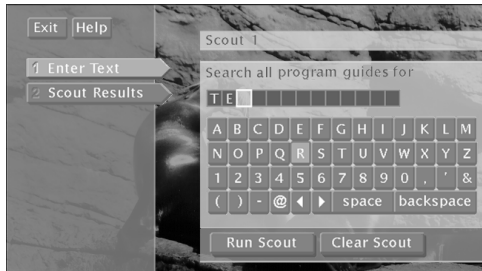 Exit Help
Scout 1
1 Enter Text
Search all program guides for
2 Scout Results
T E
A B C D E F G H I J K L M
N O P Q R S T U V W X Y Z
1 2 3 4 5 6 7 8 9 0 , ' &
( ) - @ space backspace
Run Scout Clear Scout